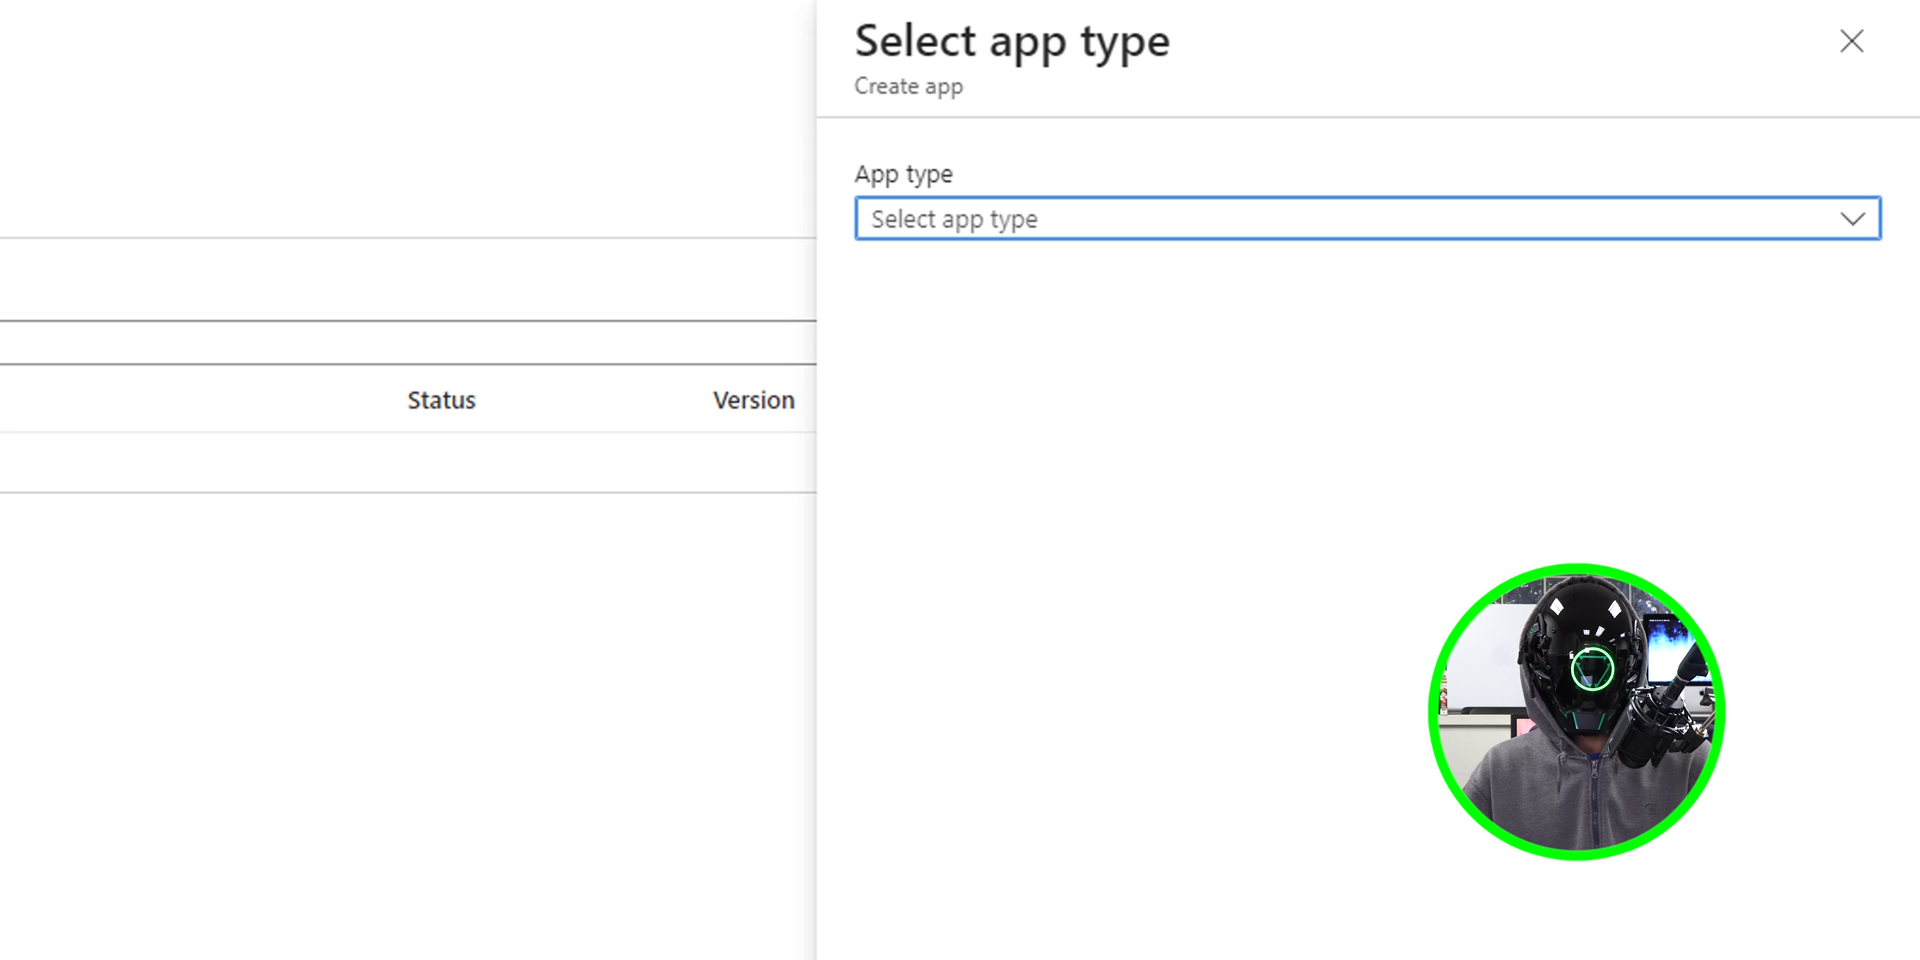 Select app type
Create app
App type
Select app type
Status
Version